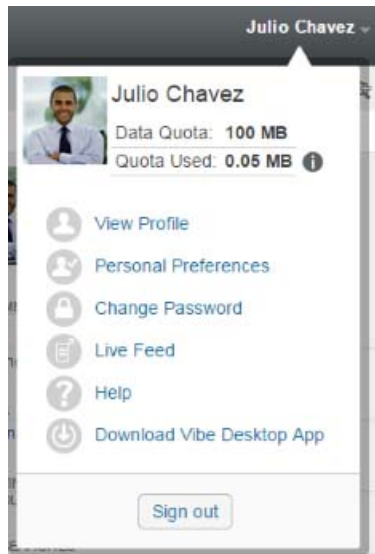 Julio Chavez
Julio Chavez
Data Quota: 100 MB
Quota Used: 0.05 MB
View Profile
Personal Preferences
Change Password
Live Feed
Help
Download Vibe Desktop App
Sign out